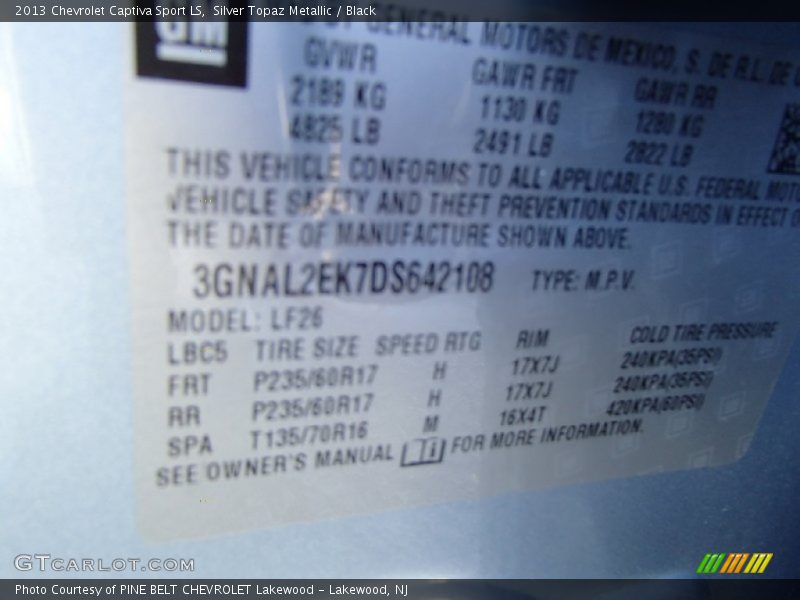 2013 Chevrolet Captiva Sport LS,  Silver Topaz Metallic / Black
GM
GENERAL MOTORS DE MEXICO, S. DE R.L. DE
GVWR GAWR FRT GAWR RR
2189 KG 1130 KG 1280 KG
4825 LB 2491 LB 2822 LB
THIS VEHICLE CONFORMS TO ALL APPLICABLE U.S. FEDERAL MOTO
VEHICLE SAFETY AND THEFT PREVENTION STANDARDS IN EFFECT O
THE DATE OF MANUFACTURE SHOWN ABOVE.
3GNAL2EK7DS642108 TYPE: M.P.V.
MODEL: LF26
LBC5 TIRE SIZE SPEED RTG RIM COLD TIRE PRESSURE
FRT P235/60R17 H 17X7J 240KPA(35PSI)
RR P235/60R17 H 17X7J 240KPA(35PSI)
SPA T135/70R16 M 16X4T 420KPA(60PSI)
SEE OWNER'S MANUAL i FOR MORE INFORMATION.
GTCARLOT.COM
Photo Courtesy of PINE BELT CHEVROLET Lakewood - Lakewood, NJ